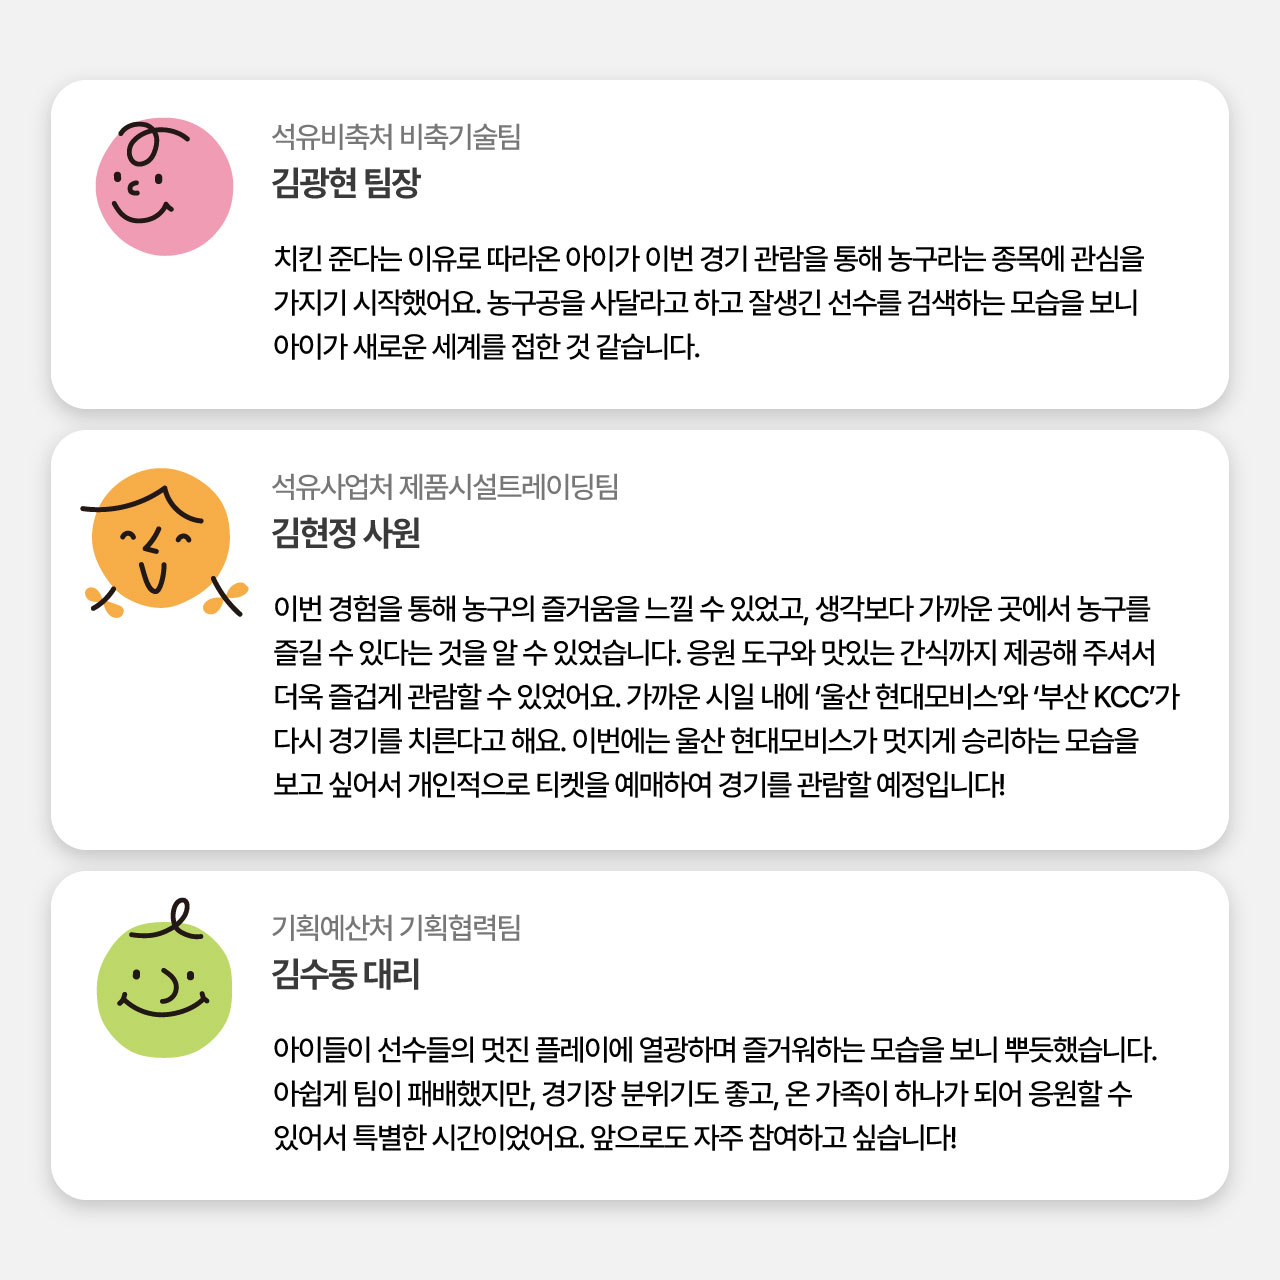 석유비축처 비축기술팀
김광현 팀장
치킨 준다는 이유로 따라온 아이가 이번 경기 관람을 통해 농구라는 종목에 관심을
가지기 시작했어요. 농구공을 사달라고 하고 잘생긴 선수를 검색하는 모습을 보니
아이가 새로운 세계를 접한 것 같습니다.
석유사업처 제품시설트레이딩팀
김현정 사원
이번 경험을 통해 농구의 즐거움을 느낄 수 있었고, 생각보다 가까운 곳에서 농구를
즐길 수 있다는 것을 알 수 있었습니다. 응원 도구와 맛있는 간식까지 제공해 주셔서
더욱 즐겁게 관람할 수 있었어요. 가까운 시일 내에 ‘울산 현대모비스’와 ‘부산 KCC’가
다시 경기를 치른다고 해요. 이번에는 울산 현대모비스가 멋지게 승리하는 모습을
보고 싶어서 개인적으로 티켓을 예매하여 경기를 관람할 예정입니다!
기획예산처 기획협력팀
김수동 대리
아이들이 선수들의 멋진 플레이에 열광하며 즐거워하는 모습을 보니 뿌듯했습니다.
아쉽게 팀이 패배했지만, 경기장 분위기도 좋고, 온 가족이 하나가 되어 응원할 수
있어서 특별한 시간이었어요. 앞으로도 자주 참여하고 싶습니다!